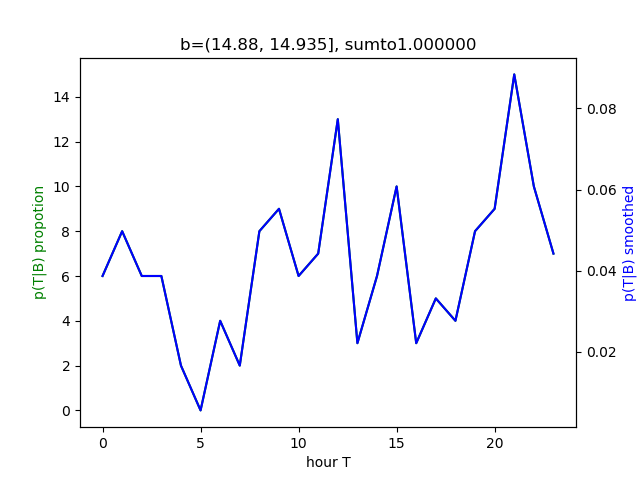 b=(14.88, 14.935], sumto1.000000
14
12
10
8
6
4
2
0
p(T|B) propotion
0.08
0.06
0.04
0.02
p(T|B) smoothed
0 5 10 15 20
hour T